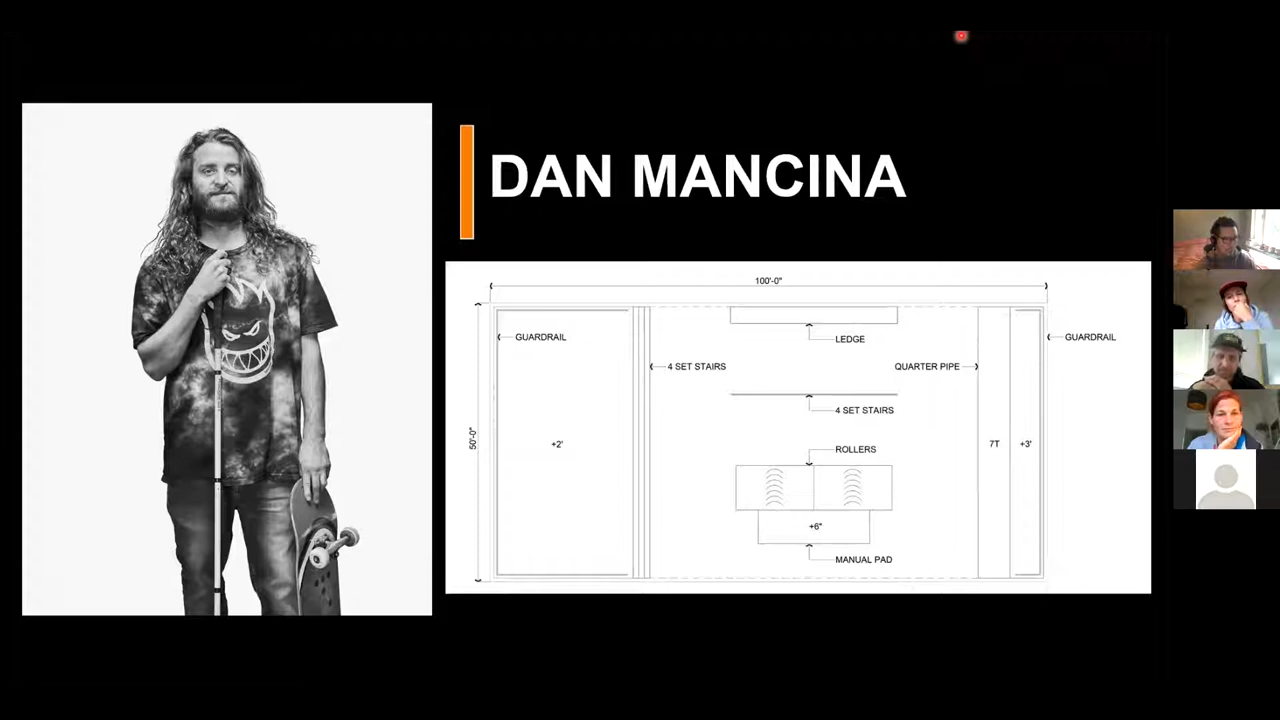 DAN MANCINA
100'-0"
GUARDRAIL
LEDGE
GUARDRAIL
4 SET STAIRS
QUARTER PIPE
4 SET STAIRS
50'-0"
+2'
ROLLERS
7T
+3'
+6"
MANUAL PAD